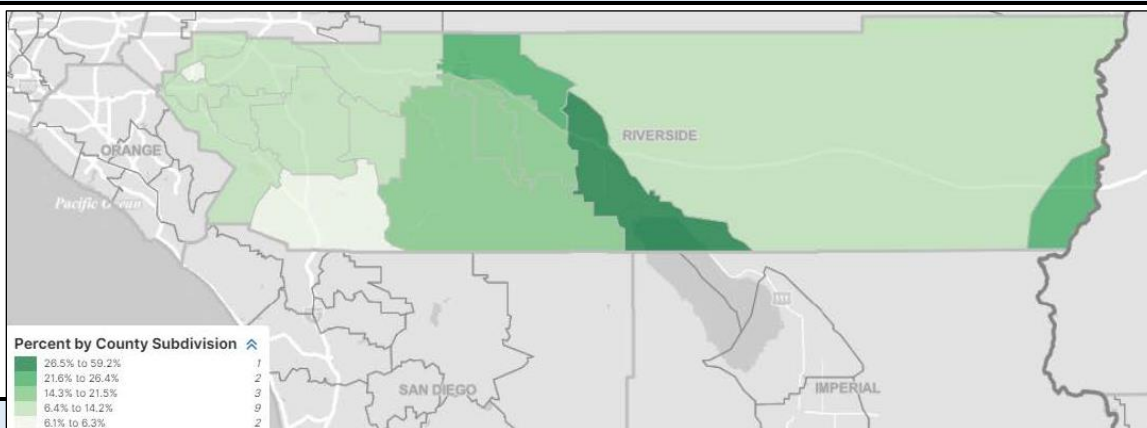 RIVERSIDE
ORANGE
Pacific Ocean
111
Percent by County Subdivision
26.5% to 59.2% 1
21.6% to 26.4% 2
14.3% to 21.5% 3
6.4% to 14.2% 9
6.1% to 6.3% 2
SAN DIEGO
IMPERIAL